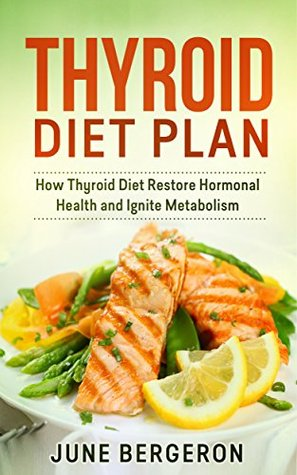 THYROID
DIET PLAN
How Thyroid Diet Restore Hormonal
Health and Ignite Metabolism
JUNE BERGERON